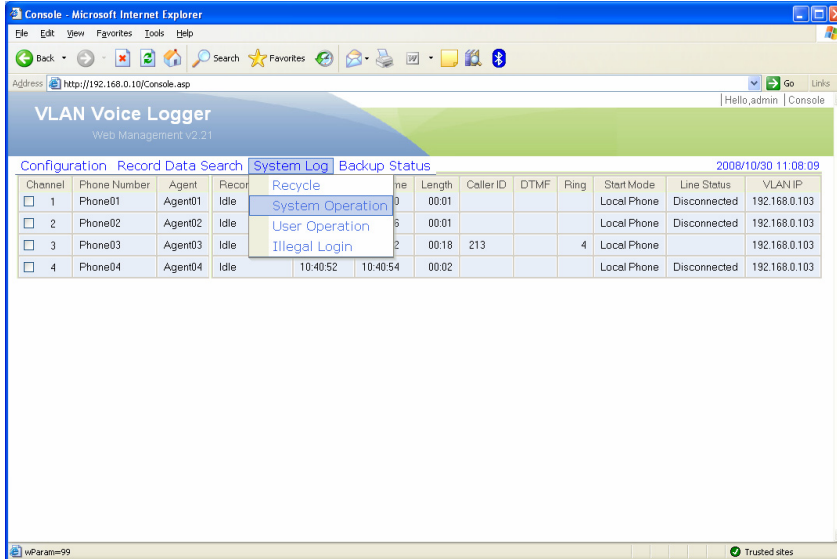 Console - Microsoft Internet Explorer
File Edit View Favorites Tools Help
Back Search Favorites
Address http://192.168.0.10/Console.asp Go Links
Hello,admin | Console
VLAN Voice Logger
Web Management v2.21
Configuration Record Data Search System Log Backup Status 2008/10/30 11:08:09
Channel Phone Number Agent Length Caller ID DTMF Ring Start Mode Line Status VLAN IP
Recycle
System Operation
User Operation
Illegal Login
1 Phone01 Agent01 Idle 00:01 Local Phone Disconnected 192.168.0.103
2 Phone02 Agent02 Idle 00:01 Local Phone Disconnected 192.168.0.103
3 Phone03 Agent03 Idle 00:18 213 4 Local Phone Disconnected 192.168.0.103
4 Phone04 Agent04 Idle 10:40:52 10:40:54 00:02 Local Phone Disconnected 192.168.0.103
wParam=99 Trusted sites